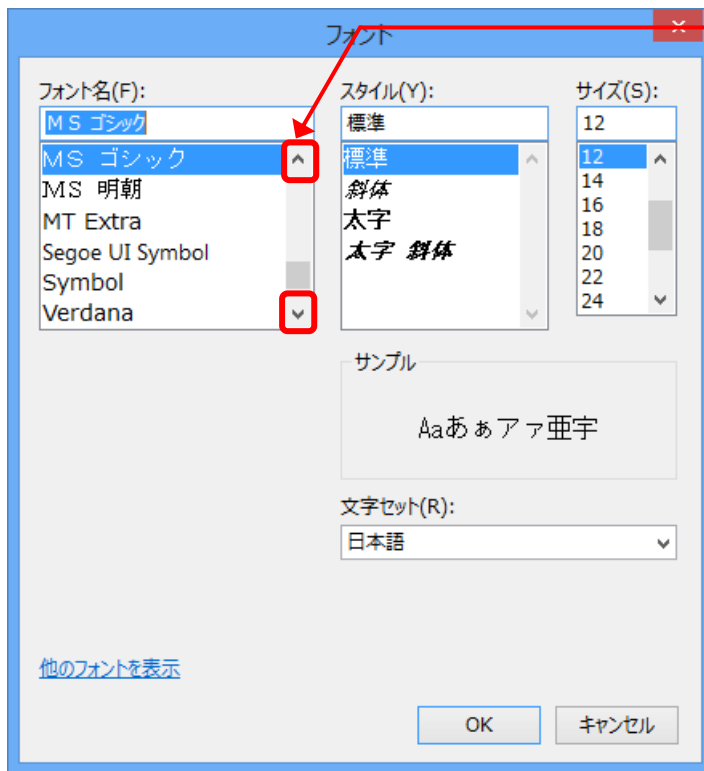 フォント
フォント名(F):
ＭＳ ゴシック
ＭＳ ゴシック
ＭＳ 明朝
MT Extra
Segoe UI Symbol
Symbol
Verdana
スタイル(Y):
標準
標準
斜体
太字
太字 斜体
サイズ(S):
12
12
14
16
18
20
22
24
サンプル
Aaあぁアァ亜宇
文字セット(R):
日本語
他のフォントを表示
OK
キャンセル